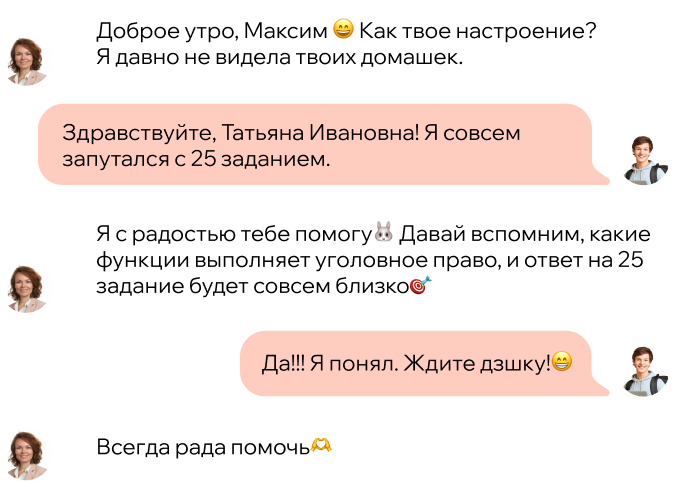 Доброе утро, Максим 😄 Как твое настроение?
Я давно не видела твоих домашек.
Здравствуйте, Татьяна Ивановна! Я совсем
запутался с 25 заданием.
Я с радостью тебе помогу🐰 Давай вспомним, какие
функции выполняет уголовное право, и ответ на 25
задание будет совсем близко🎯
Да!!! Я понял. Ждите дзшку!😁
Всегда рада помочь🫶